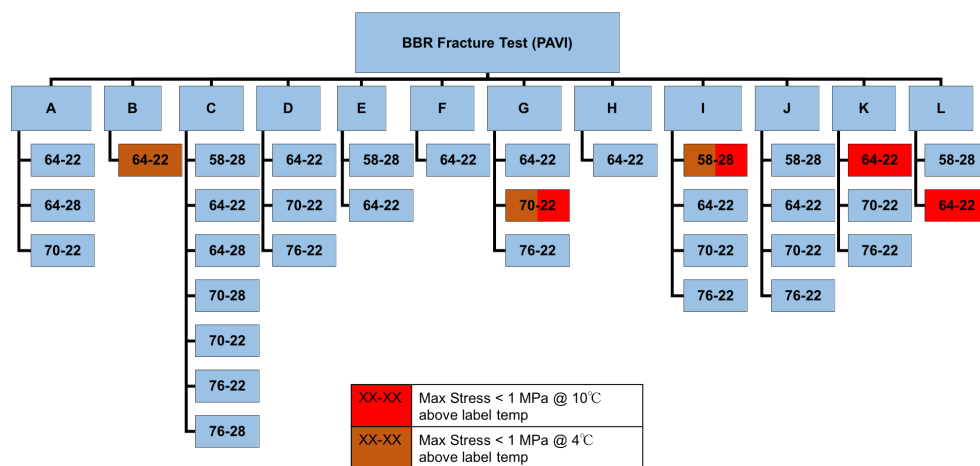 BBR Fracture Test (PAVI)
A
B
C
D
E
F
G
H
I
J
K
L
64-22
64-28
70-22
64-22
58-28
64-22
64-28
70-28
70-22
76-22
76-28
64-22
70-22
76-22
58-28
64-22
64-22
64-22
70-22
76-22
64-22
58-28
64-22
70-22
76-22
58-28
64-22
70-22
76-22
64-22
70-22
76-22
58-28
64-22
XX-XX
Max Stress < 1 MPa @ 10℃
above label temp
XX-XX
Max Stress < 1 MPa @ 4℃
above label temp